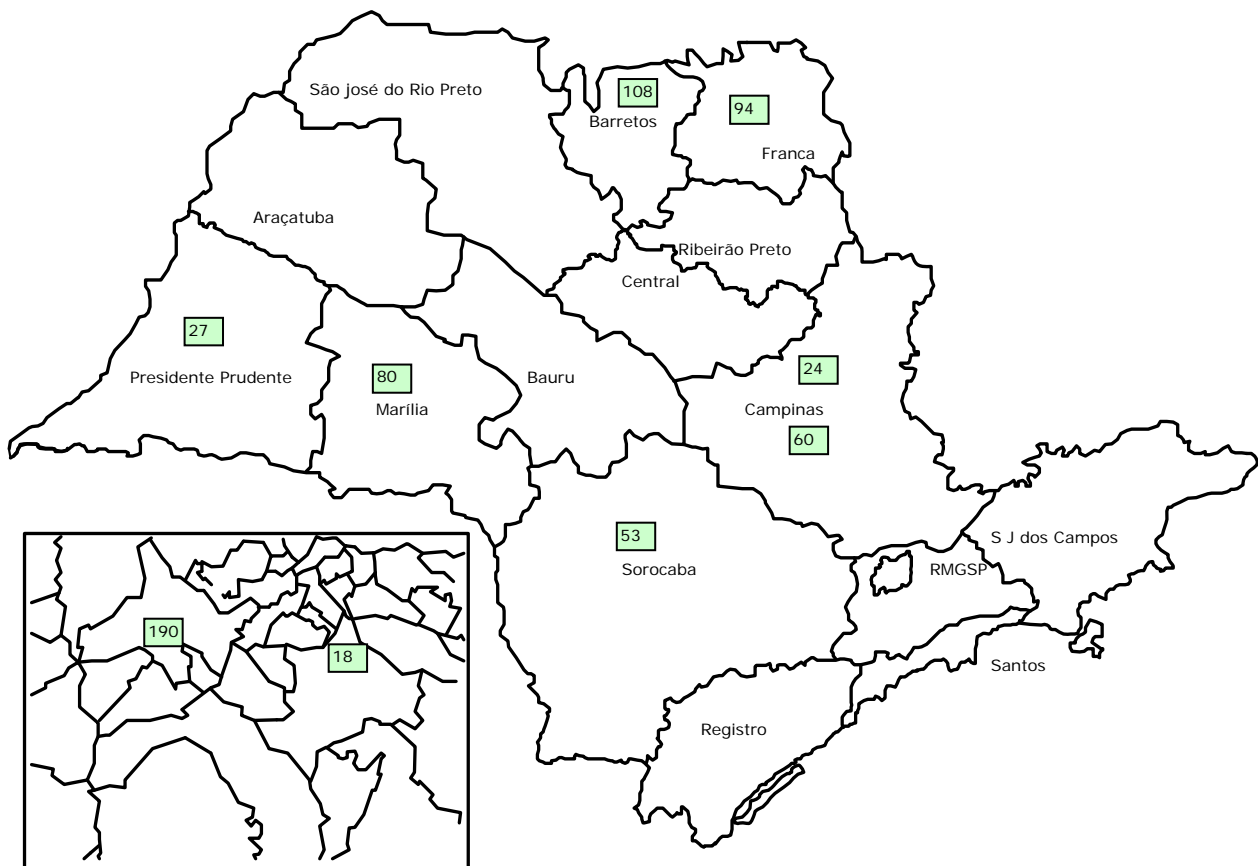 São josé do Rio Preto
108
Barretos
94
Franca
Araçatuba
Ribeirão Preto
Central
27
Presidente Prudente
80
Marília
Bauru
24
Campinas
60
53
Sorocaba
S J dos Campos
RMGSP
190
18
Santos
Registro